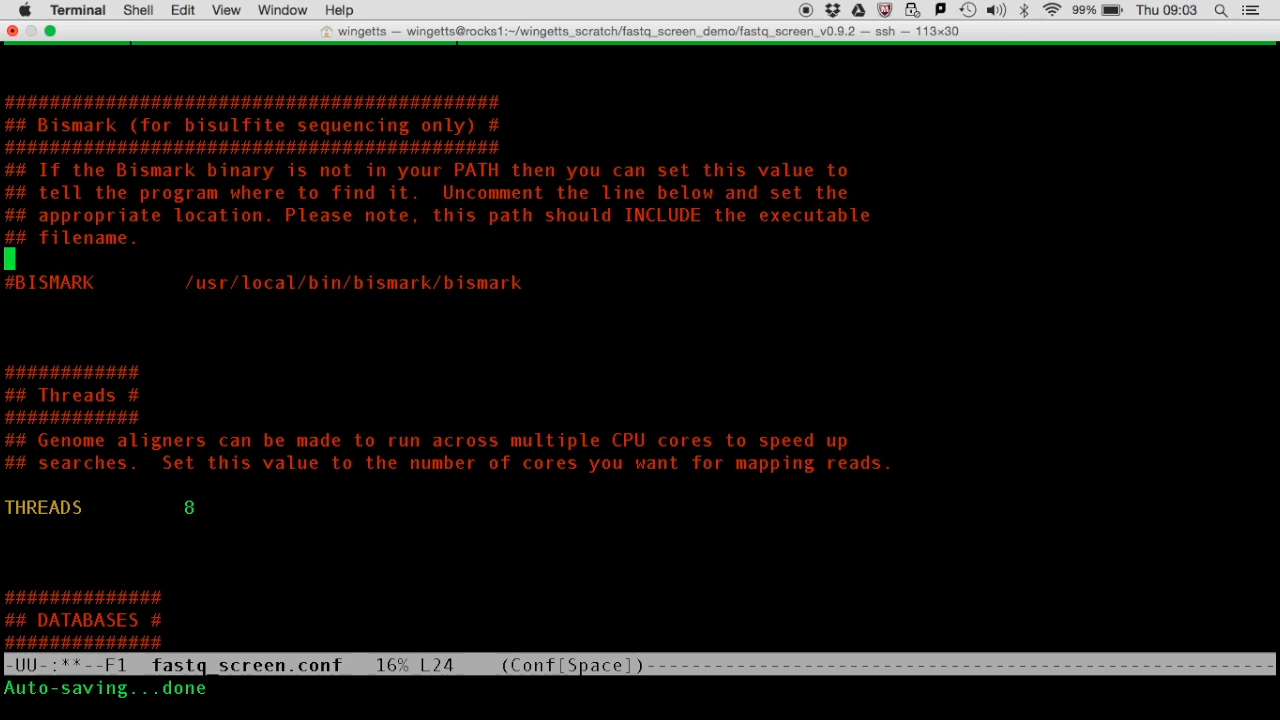 Terminal Shell Edit View Window Help 99% Thu 09:03
wingetts — wingetts@rocks1:~/wingetts_scratch/fastq_screen_demo/fastq_screen_v0.9.2 — ssh — 113×30
############################################
## Bismark (for bisulfite sequencing only) #
############################################
## If the Bismark binary is not in your PATH then you can set this value to
## tell the program where to find it.  Uncomment the line below and set the
## appropriate location. Please note, this path should INCLUDE the executable
## filename.
#BISMARK        /usr/local/bin/bismark/bismark
############
## Threads #
############
## Genome aligners can be made to run across multiple CPU cores to speed up
## searches.  Set this value to the number of cores you want for mapping reads.
THREADS         8
##############
## DATABASES #
##############
-UU-:**--F1  fastq_screen.conf   16% L24    (Conf[Space])--------------------------------------------------------
Auto-saving...done